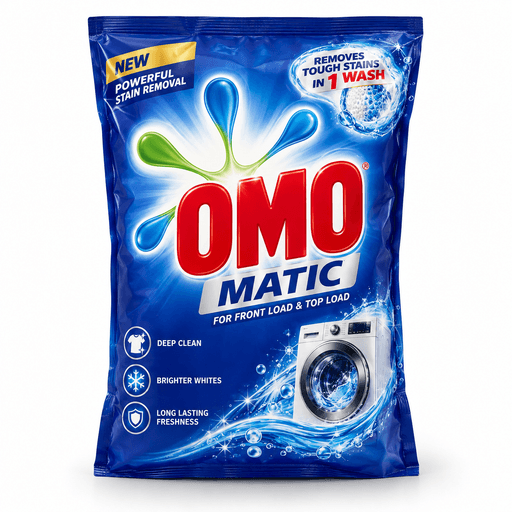 NEW
POWERFUL
STAIN REMOVAL
REMOVES
TOUGH STAINS
IN 1 WASH
OMO®
MATIC
FOR FRONT LOAD & TOP LOAD
DEEP CLEAN
BRIGHTER WHITES
LONG LASTING
FRESHNESS